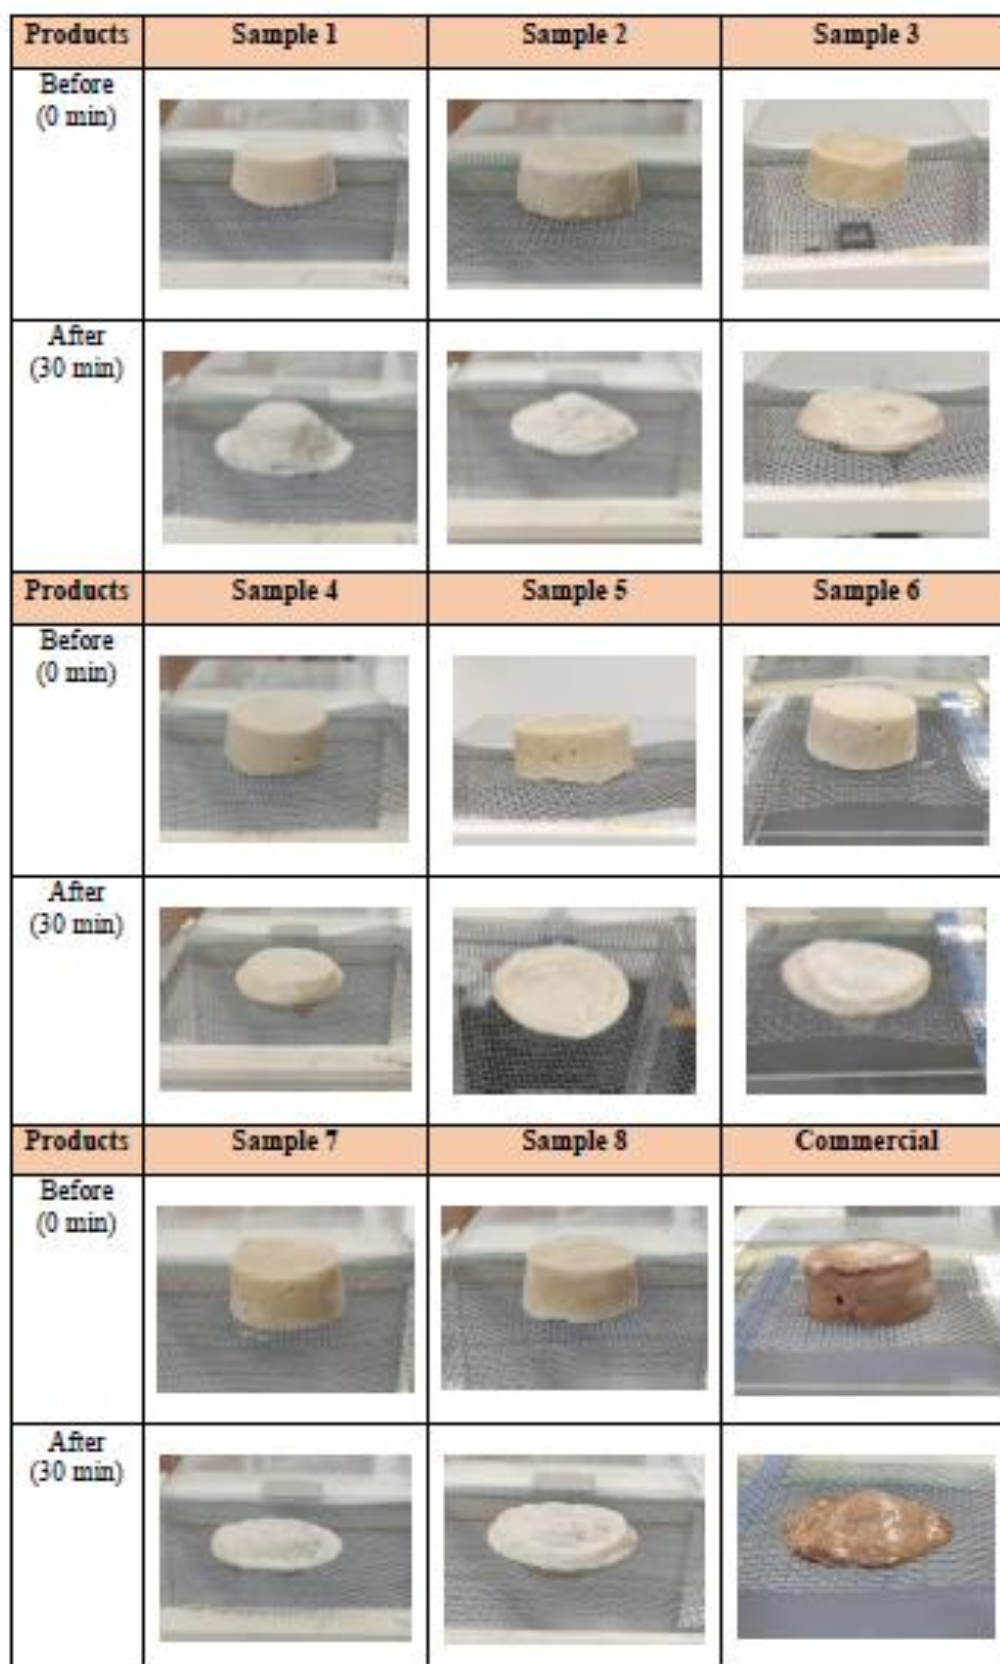 Products Sample 1 Sample 2 Sample 3
Before
(0 min)
After
(30 min)
Products Sample 4 Sample 5 Sample 6
Before
(0 min)
After
(30 min)
Products Sample 7 Sample 8 Commercial
Before
(0 min)
After
(30 min)